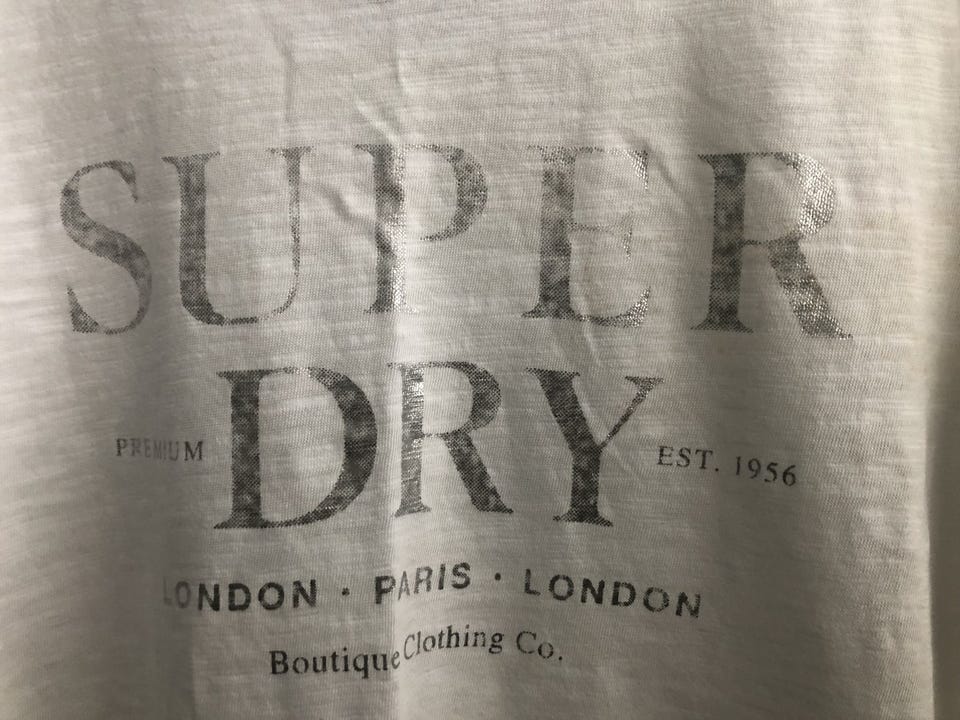 SUPER
DRY
PREMIUM EST. 1956
LONDON · PARIS · LONDON
Boutique Clothing Co.